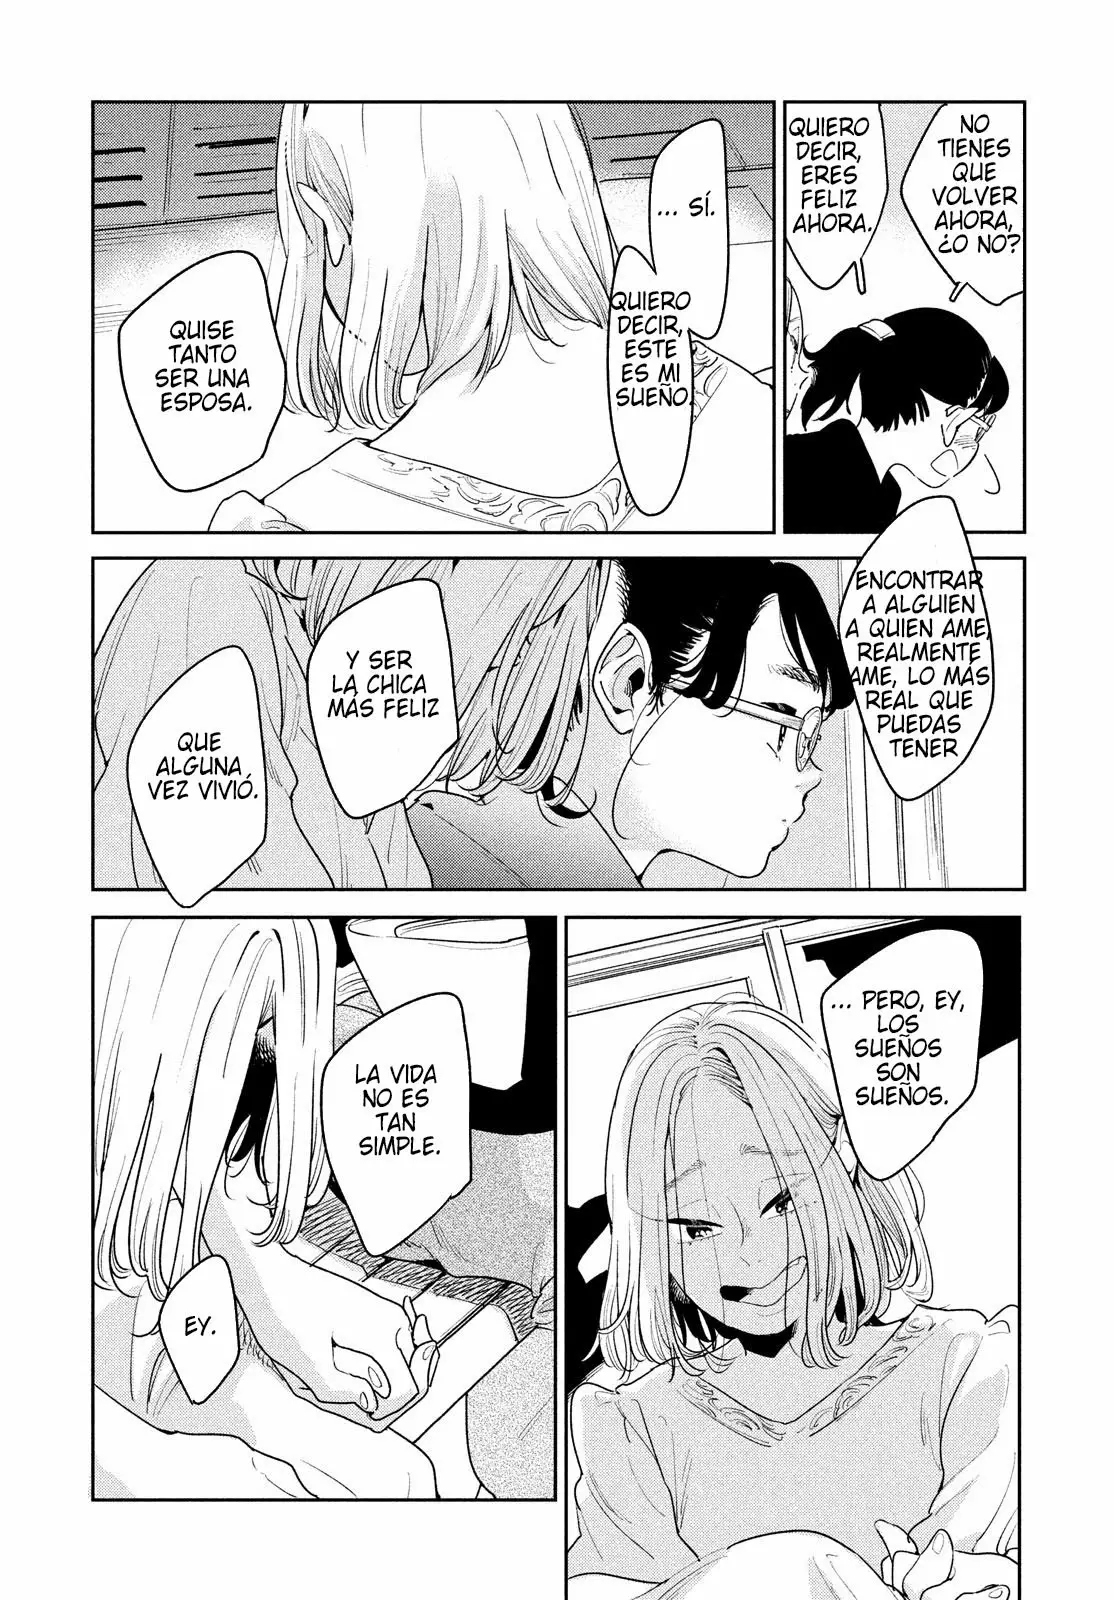 NO
TIENES
QUE
VOLVER
AHORA,
¿O NO?
QUIERO
DECIR,
ERES
FELIZ
AHORA.
... SÍ.
QUIERO
DECIR,
ESTE
ES MI
SUEÑO.
QUISE
TANTO
SER UNA
ESPOSA.
ENCONTRAR
A ALGUIEN
A QUIEN AME,
REALMENTE
AME, LO MÁS
REAL QUE
PUEDAS
TENER
Y SER
LA CHICA
MÁS FELIZ
QUE
ALGUNA
VEZ VIVIÓ.
... PERO, EY,
LOS
SUEÑOS
SON
SUEÑOS.
LA VIDA
NO ES
TAN
SIMPLE.
EY.